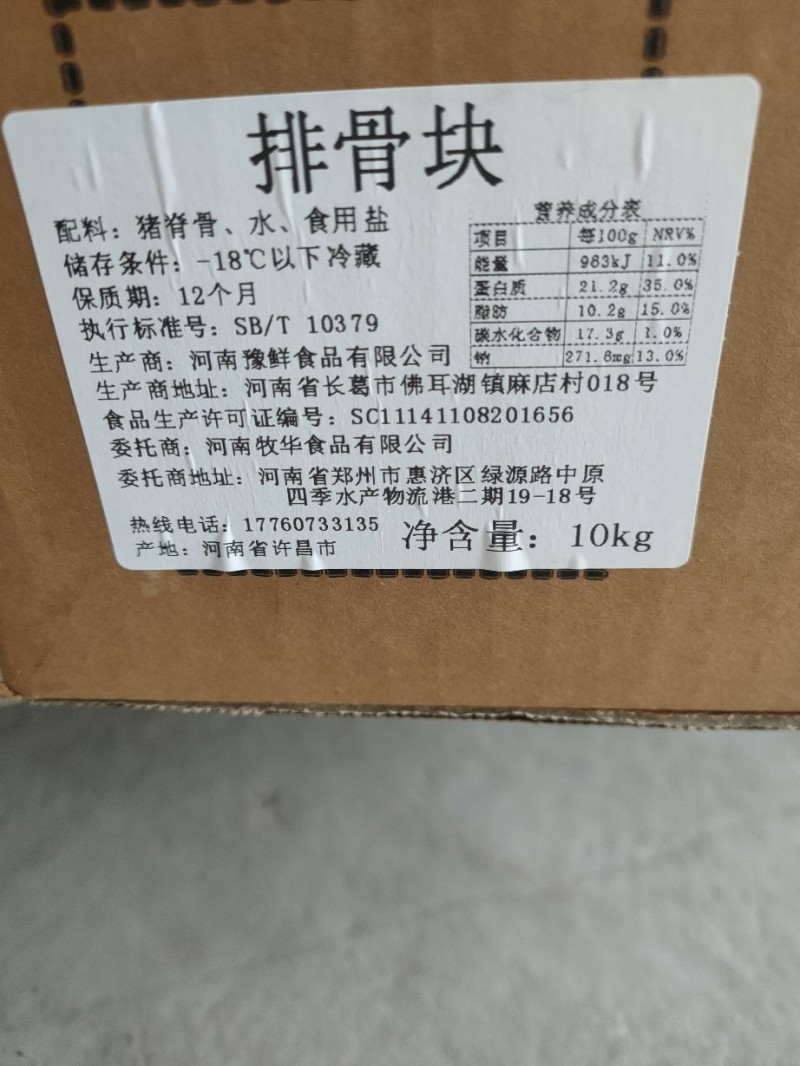 排骨块
配料：猪脊骨、水、食用盐
储存条件：-18℃以下冷藏
保质期：12个月
执行标准号：SB/T 10379
营养成分表
项目 每100g NRV%
能量 963kJ 11.0%
蛋白质 21.2g 35.0%
脂肪 10.2g 15.0%
碳水化合物 17.3g 1.0%
钠 271.6mg 13.0%
生产商：河南豫鲜食品有限公司
生产商地址：河南省长葛市佛耳湖镇麻店村018号
食品生产许可证编号：SC11141108201656
委托商：河南牧华食品有限公司
委托商地址：河南省郑州市惠济区绿源路中原
四季水产物流港二期19-18号
热线电话：17760733135
产地：河南省许昌市
净含量：10kg